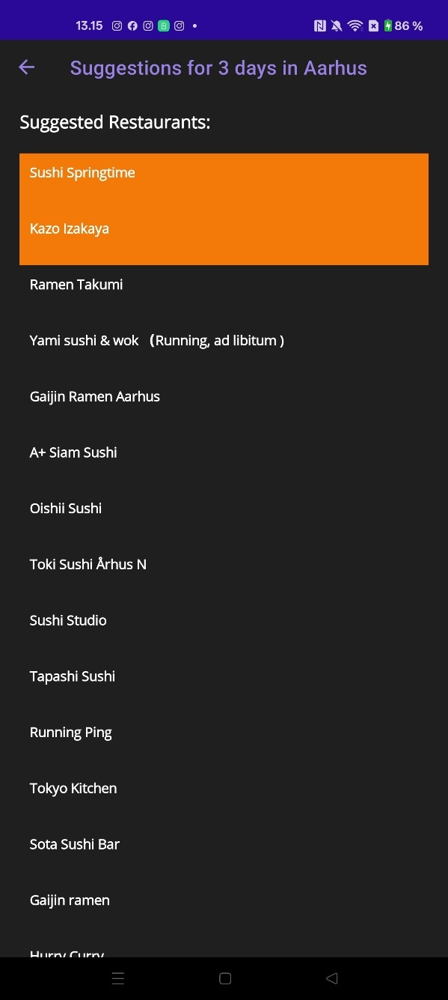 13.15
86 %
Suggestions for 3 days in Aarhus
Suggested Restaurants:
Sushi Springtime
Kazo Izakaya
Ramen Takumi
Yami sushi & wok （Running, ad libitum )
Gaijin Ramen Aarhus
A+ Siam Sushi
Oishii Sushi
Toki Sushi Århus N
Sushi Studio
Tapashi Sushi
Running Ping
Tokyo Kitchen
Sota Sushi Bar
Gaijin ramen
Hurry Curry